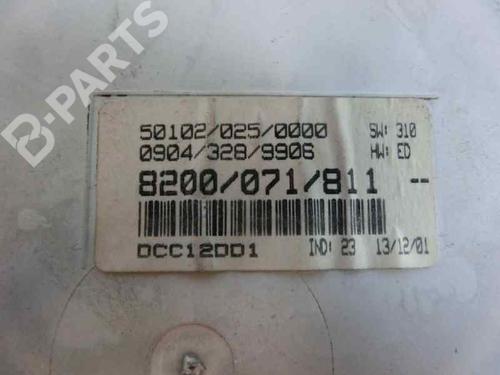 B-PARTS
50102/025/0000 SW: 310
0904/328/9906 HW: ED
8200/071/811 --
DCC12DD1 IND: 23 13/12/01